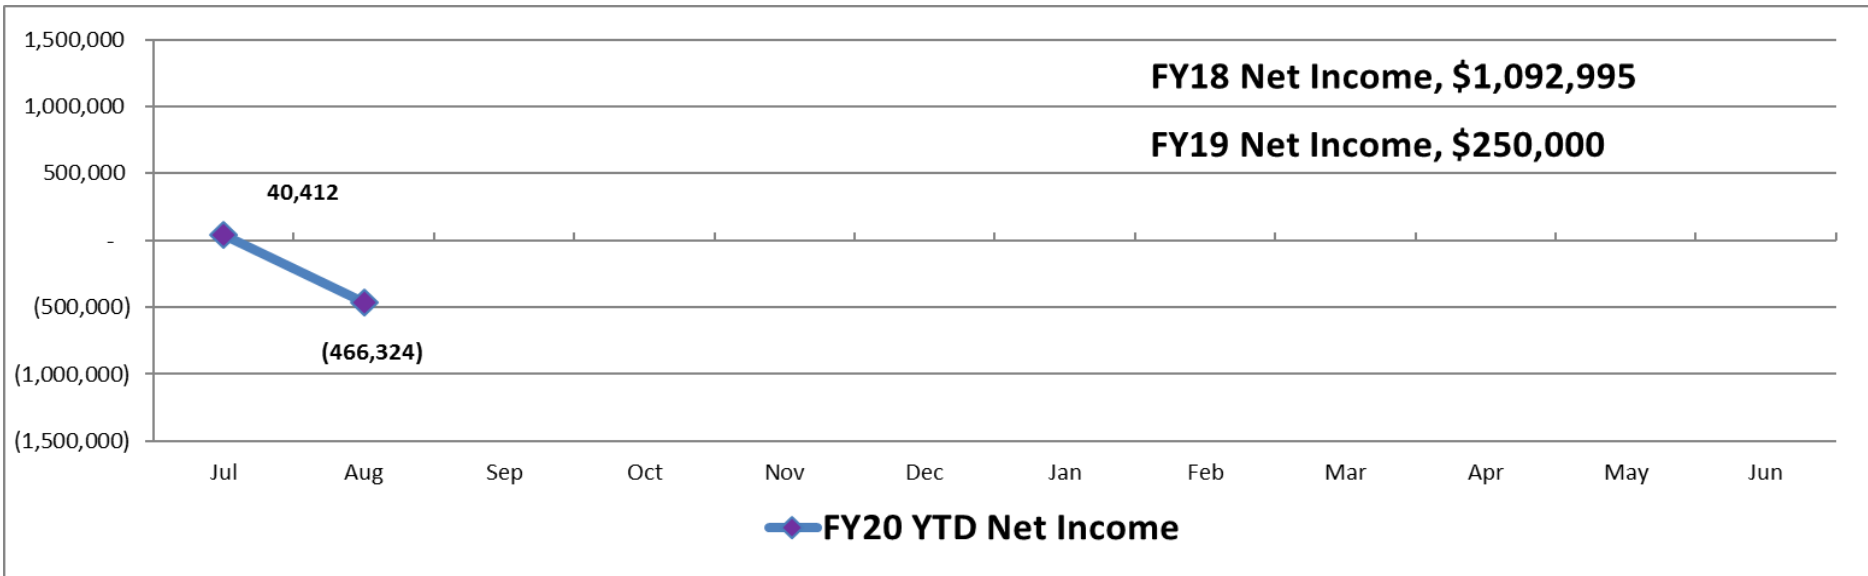 1,500,000
FY18 Net Income, $1,092,995
1,000,000
FY19 Net Income, $250,000
500,000
40,412
-
(500,000)
(466,324)
(1,000,000)
(1,500,000)
Jul Aug Sep Oct Nov Dec Jan Feb Mar Apr May Jun
FY20 YTD Net Income